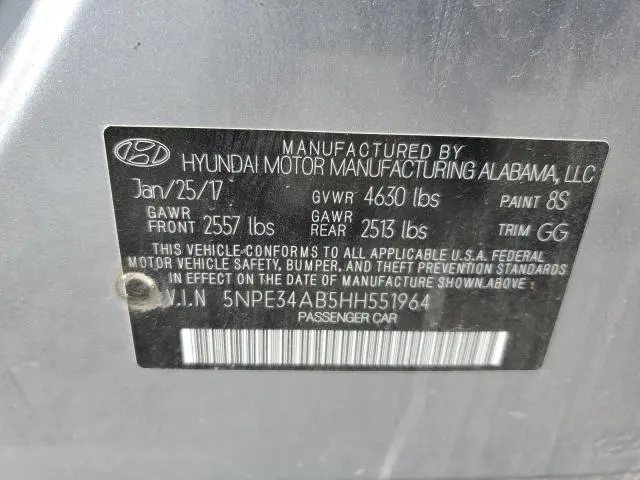 MANUFACTURED BY
HYUNDAI MOTOR MANUFACTURING ALABAMA, LLC
Jan/25/17 GVWR 4630 lbs PAINT 8S
GAWR FRONT 2557 lbs GAWR REAR 2513 lbs TRIM GG
THIS VEHICLE CONFORMS TO ALL APPLICABLE U.S.A. FEDERAL
MOTOR VEHICLE SAFETY, BUMPER, AND THEFT PREVENTION
STANDARDS IN EFFECT ON THE DATE OF MANUFACTURE SHOWN ABOVE.
V.I.N 5NPE34AB5HH551964
PASSENGER CAR